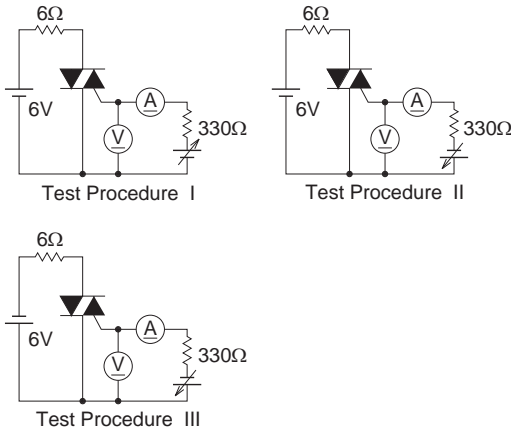 6Ω
6V
A
V
330Ω
Test Procedure I
6Ω
6V
A
V
330Ω
Test Procedure II
6Ω
6V
A
V
330Ω
Test Procedure III